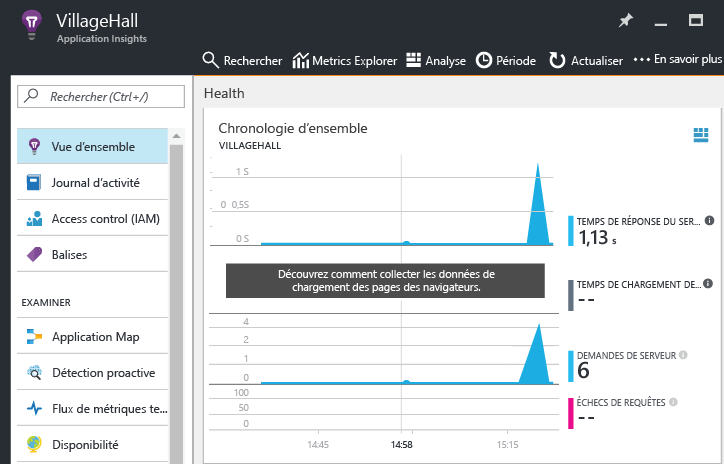 VillageHall
Application Insights
Rechercher Metrics Explorer Analyse Période Actualiser ••• En savoir plus
Rechercher (Ctrl+/)
Vue d'ensemble
Journal d'activité
Access control (IAM)
Balises
EXAMINER
Application Map
Détection proactive
Flux de métriques te...
Disponibilité
Health
Chronologie d'ensemble
VILLAGEHALL
1 S
0 0,5S
0 S
TEMPS DE RÉPONSE DU SER...
1,13 s
Découvrez comment collecter les données de
chargement des pages des navigateurs.
TEMPS DE CHARGEMENT DE...
--
4
2
1
0
DEMANDES DE SERVEUR
6
100
50
0
ÉCHECS DE REQUÊTES
--
14:45 14:58 15:15